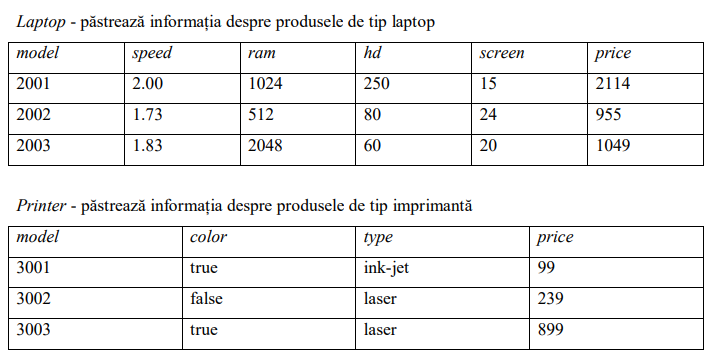 Laptop - păstrează informația despre produsele de tip laptop
model speed ram hd screen price
2001 2.00 1024 250 15 2114
2002 1.73 512 80 24 955
2003 1.83 2048 60 20 1049
Printer - păstrează informația despre produsele de tip imprimantă
model color type price
3001 true ink-jet 99
3002 false laser 239
3003 true laser 899